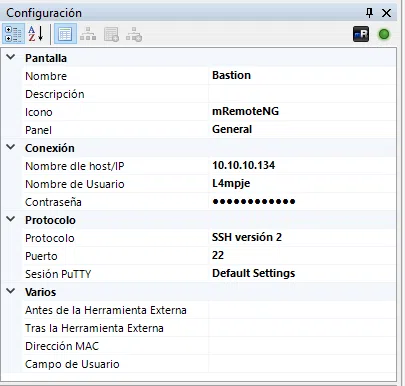 Configuración
Pantalla
Nombre Bastion
Descripción
Icono mRemoteNG
Panel General
Conexión
Nombre dle host/IP 10.10.10.134
Nombre de Usuario L4mpje
Contraseña ●●●●●●●●●●●●
Protocolo
Protocolo SSH versión 2
Puerto 22
Sesión PuTTY Default Settings
Varios
Antes de la Herramienta Externa
Tras la Herramienta Externa
Dirección MAC
Campo de Usuario